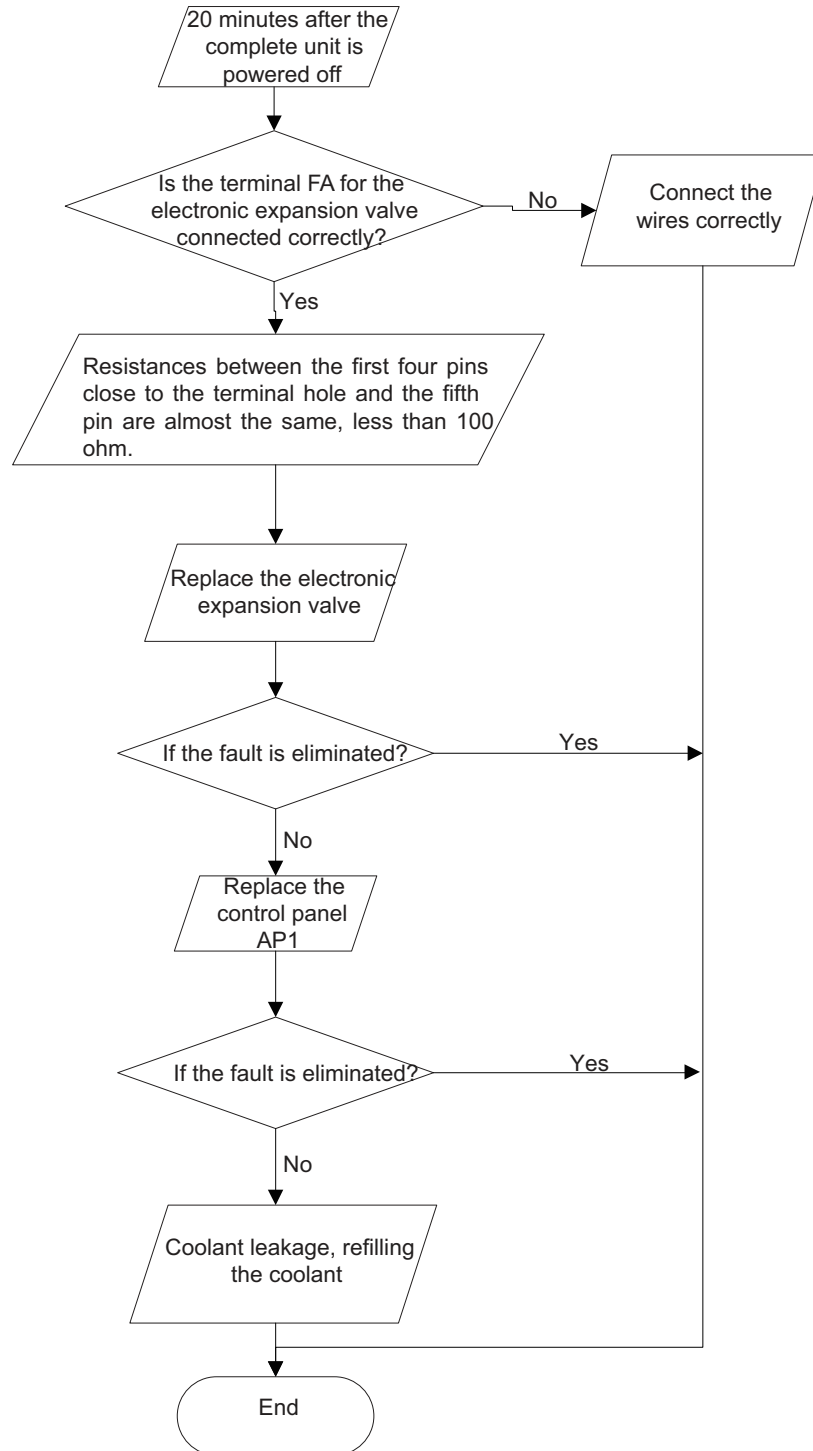 20 minutes after the
complete unit is
powered off
Is the terminal FA for the
electronic expansion valve
connected correctly?
No
Connect the
wires correctly
Yes
Resistances between the first four pins
close to the terminal hole and the fifth
pin are almost the same, less than 100
ohm.
Replace the electronic
expansion valve
If the fault is eliminated?
Yes
No
Replace the
control panel
AP1
If the fault is eliminated?
Yes
No
Coolant leakage, refilling
the coolant
End